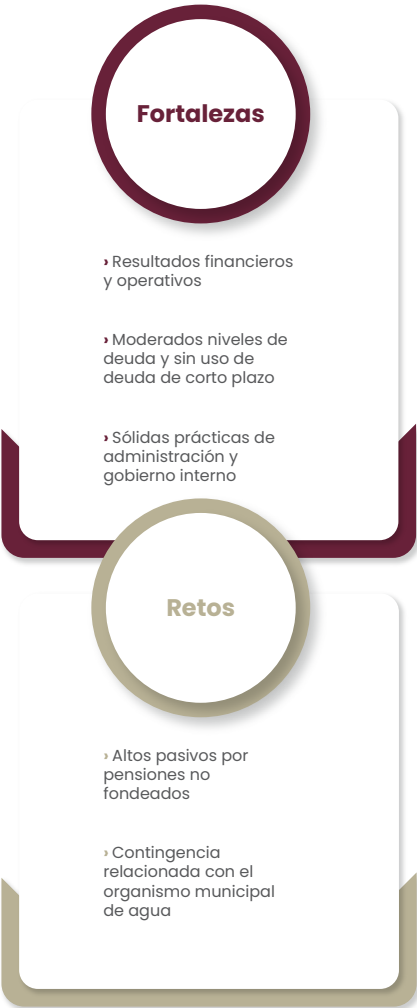 Fortalezas
› Resultados financieros
y operativos
› Moderados niveles de
deuda y sin uso de
deuda de corto plazo
› Sólidas prácticas de
administración y
gobierno interno
Retos
› Altos pasivos por
pensiones no
fondeados
› Contingencia
relacionada con el
organismo municipal
de agua